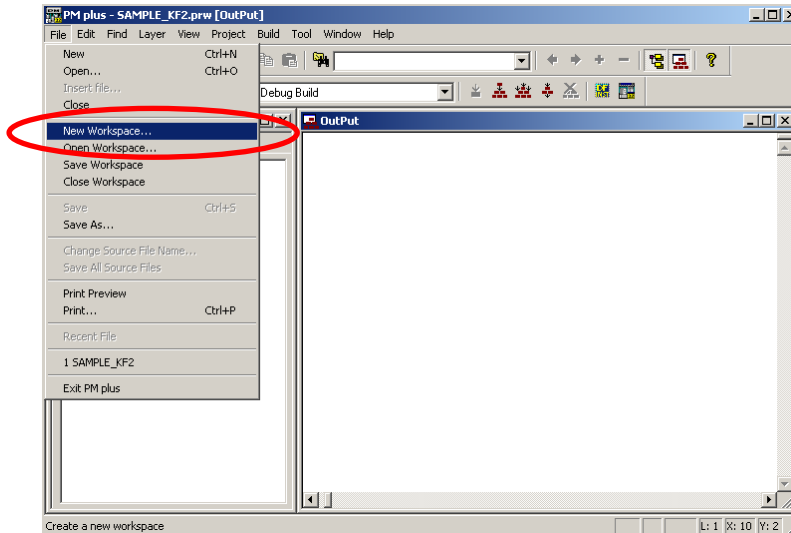 PM plus - SAMPLE_KF2.prw [OutPut]
File Edit Find Layer View Project Build Tool Window Help
New Ctrl+N
Open... Ctrl+O
Insert file...
Debug Build
Close
OutPut
New Workspace...
Open Workspace...
Save Workspace
Close Workspace
Save Ctrl+S
Save As...
Change Source File Name...
Save All Source Files
Print Preview
Print... Ctrl+P
Recent File
1 SAMPLE_KF2
Exit PM plus
Create a new workspace L: 1 X: 10 Y: 2